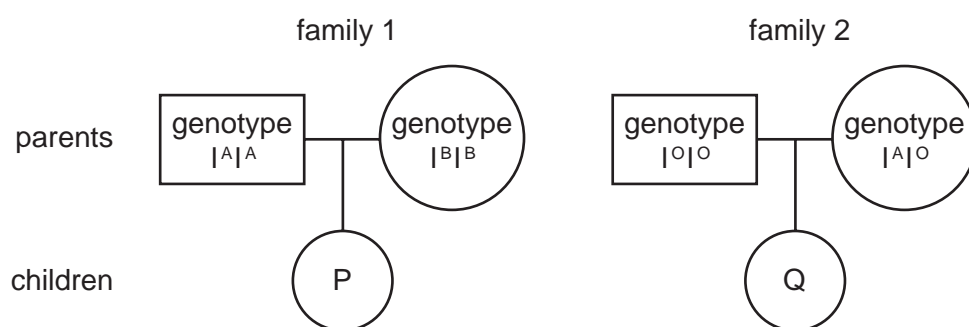 family 1
family 2
parents
genotype
IᴬIᴬ
genotype
IᴮIᴮ
genotype
IᴼIᴼ
genotype
IᴬIᴼ
children
P
Q